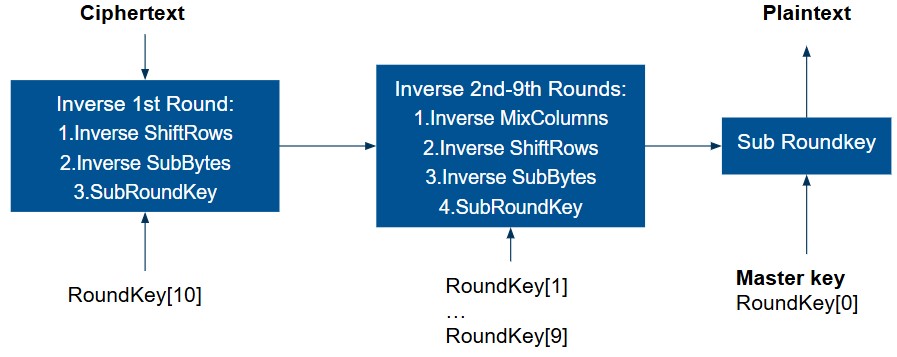 Ciphertext
Plaintext
Inverse 1st Round:
1.Inverse ShiftRows
2.Inverse SubBytes
3.SubRoundKey
Inverse 2nd-9th Rounds:
1.Inverse MixColumns
2.Inverse ShiftRows
3.Inverse SubBytes
4.SubRoundKey
Sub Roundkey
RoundKey[10]
RoundKey[1]
...
RoundKey[9]
Master key
RoundKey[0]